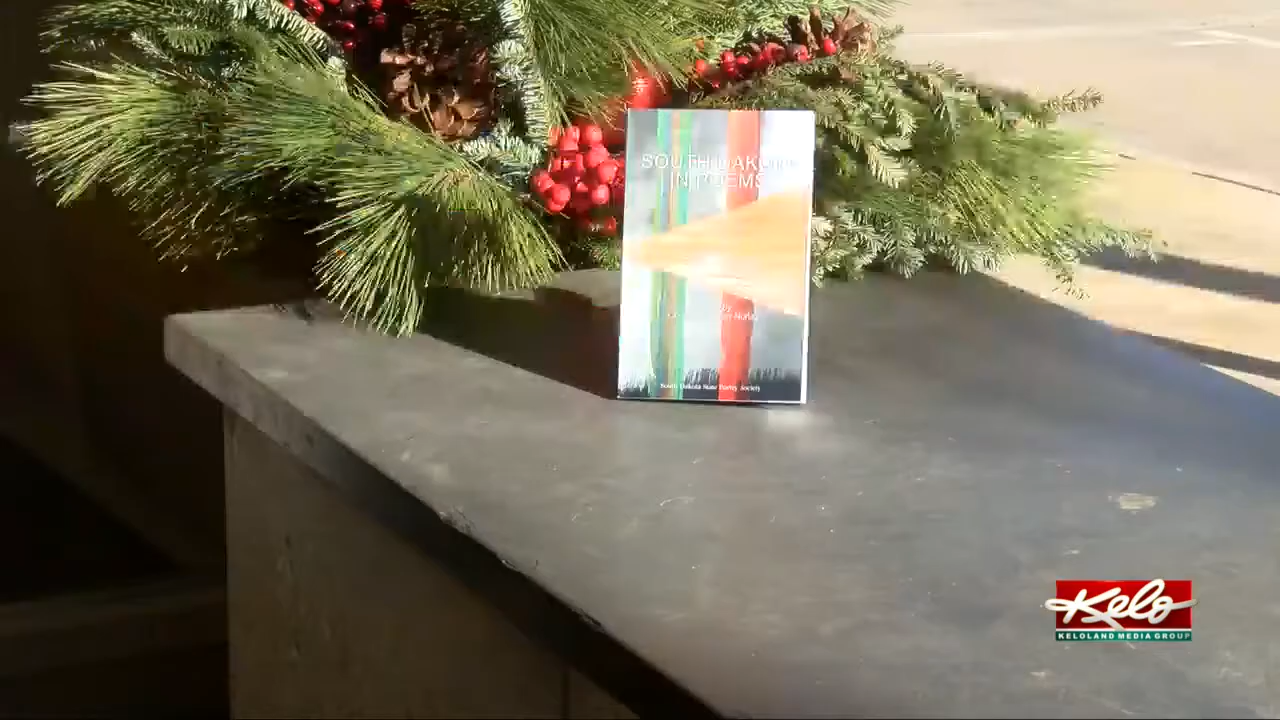 SOUTH DAKOTA
IN POEMS
South Dakota State Poetry Society
Kelo
KELOLAND MEDIA GROUP